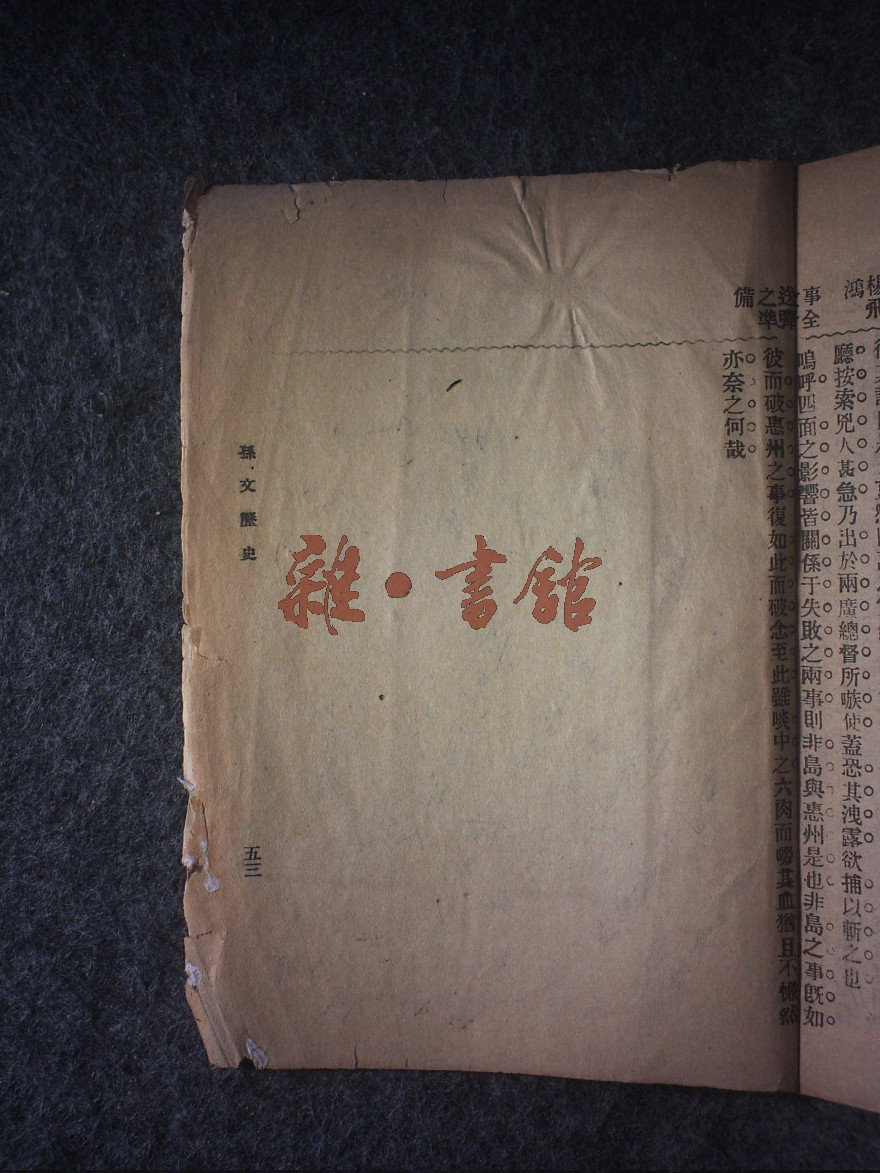 楊飛
鴻
廳按索兇人甚急乃出於兩廣總督所嗾使蓋恐其洩露欲捕以斬之也
事全
之準
備
嗚呼四面之影響皆關係于失敗之兩事則非島與惠州是也非島之事既如
彼而破惠州之事復如此而破念至此雖啖中之六肉而啜其血猶且不慊然
亦奈之何哉
孫文歷史
五三
雜·書館